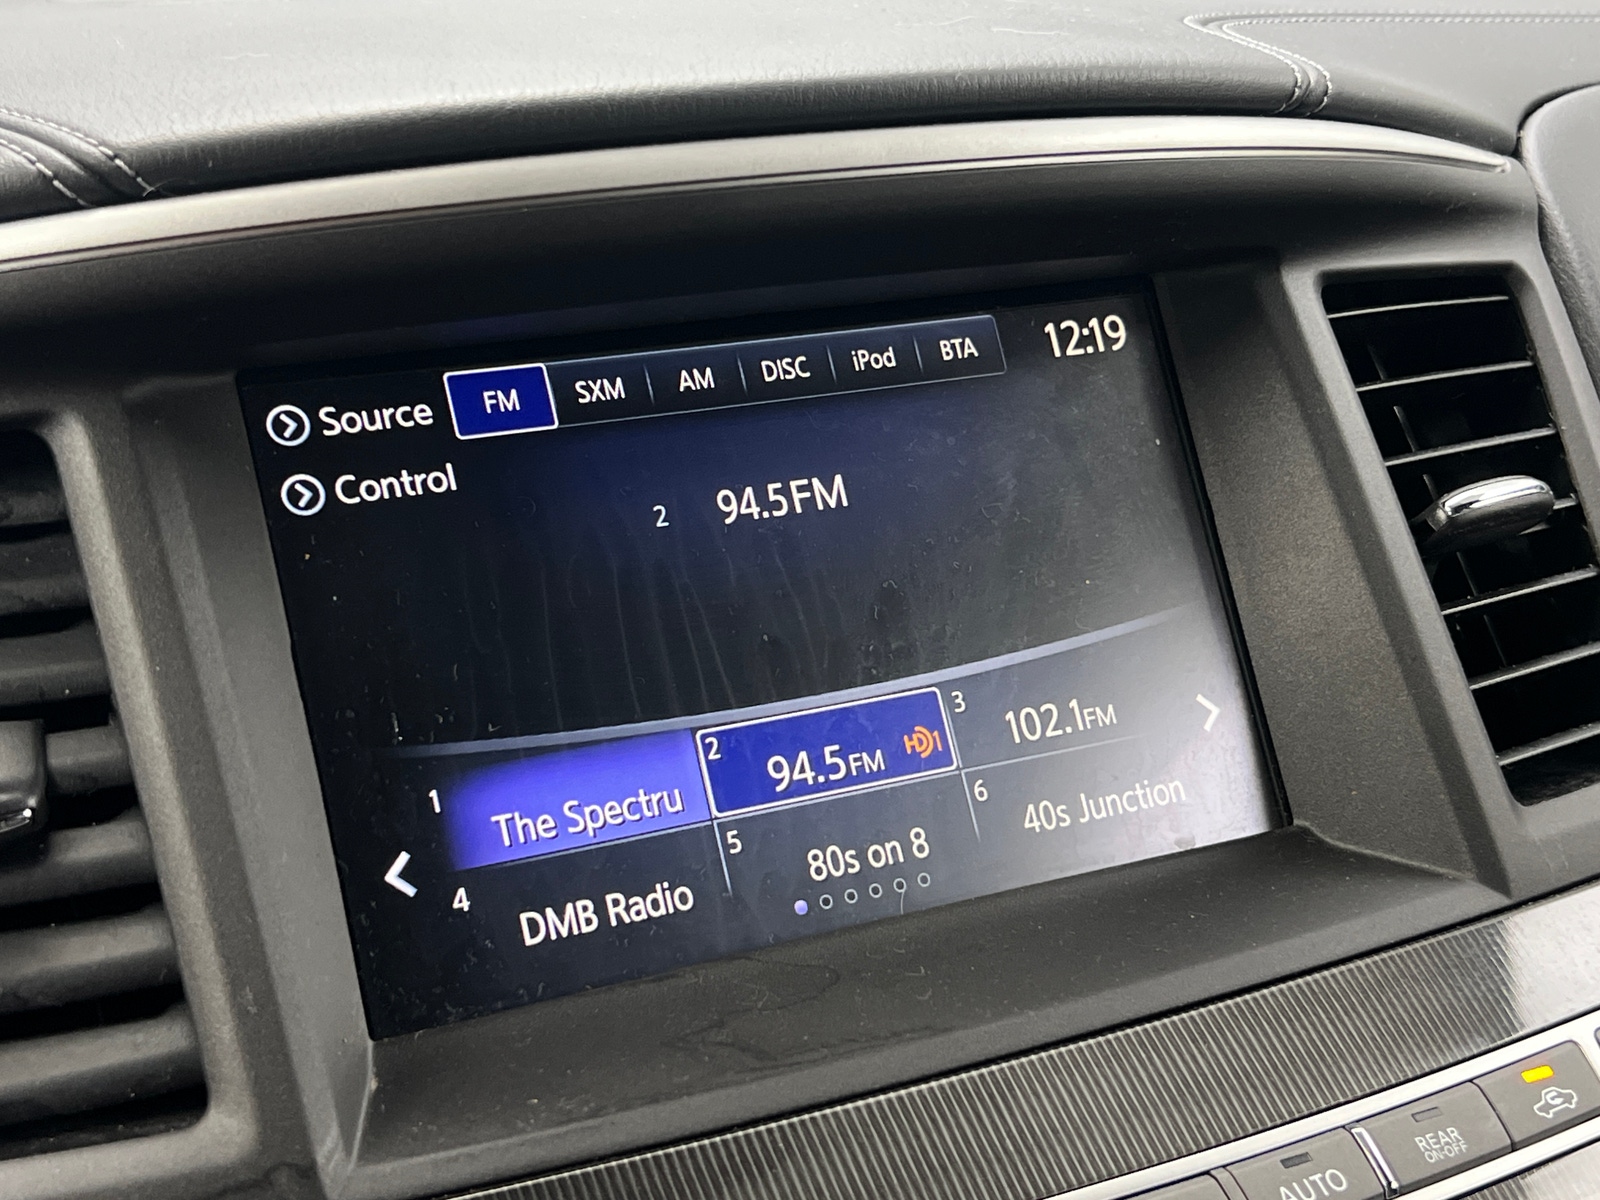 Source FM SXM AM DISC iPod BTA 12:19
Control
2 94.5FM
1 The Spectru 2 94.5FM HD1 3 102.1FM
4 DMB Radio 5 80s on 8 6 40s Junction
AUTO
REAR
ON·OFF